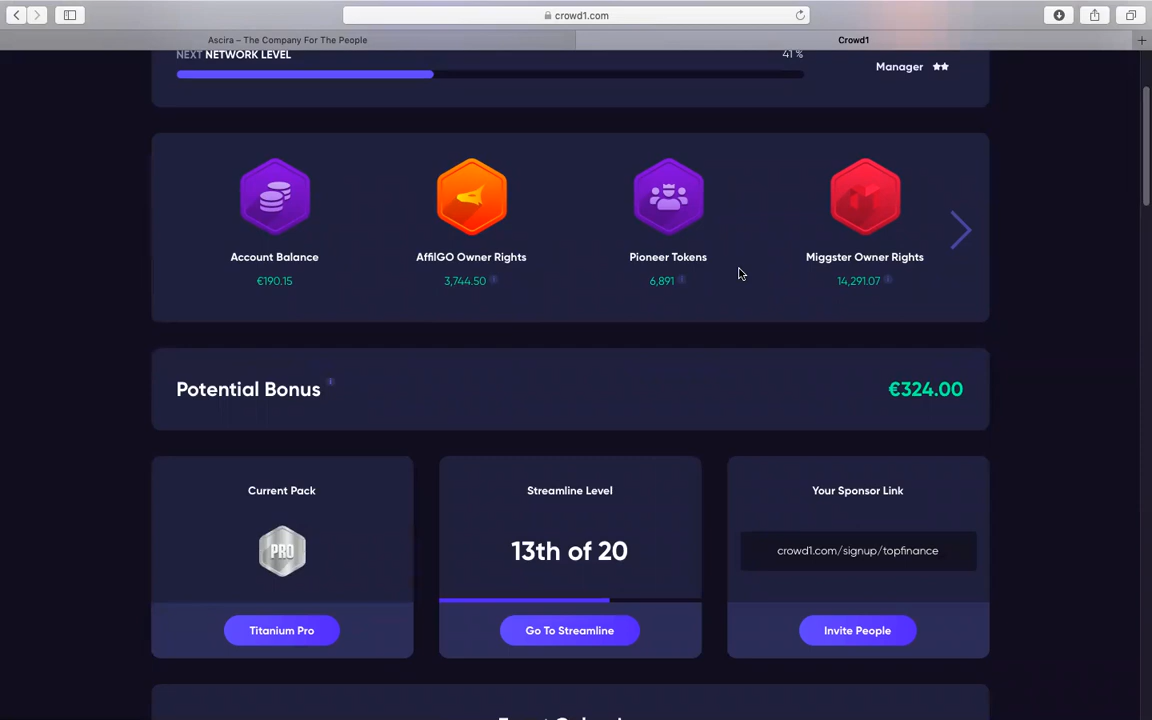 crowd1.com
Ascira – The Company For The People
Crowd1
NEXT NETWORK LEVEL
41 %
Manager
Account Balance
€190.15
AffilGO Owner Rights
3,744.50
Pioneer Tokens
6,891
Miggster Owner Rights
14,291.07
Potential Bonus
€324.00
Current Pack
PRO
Titanium Pro
Streamline Level
13th of 20
Go To Streamline
Your Sponsor Link
crowd1.com/signup/topfinance
Invite People